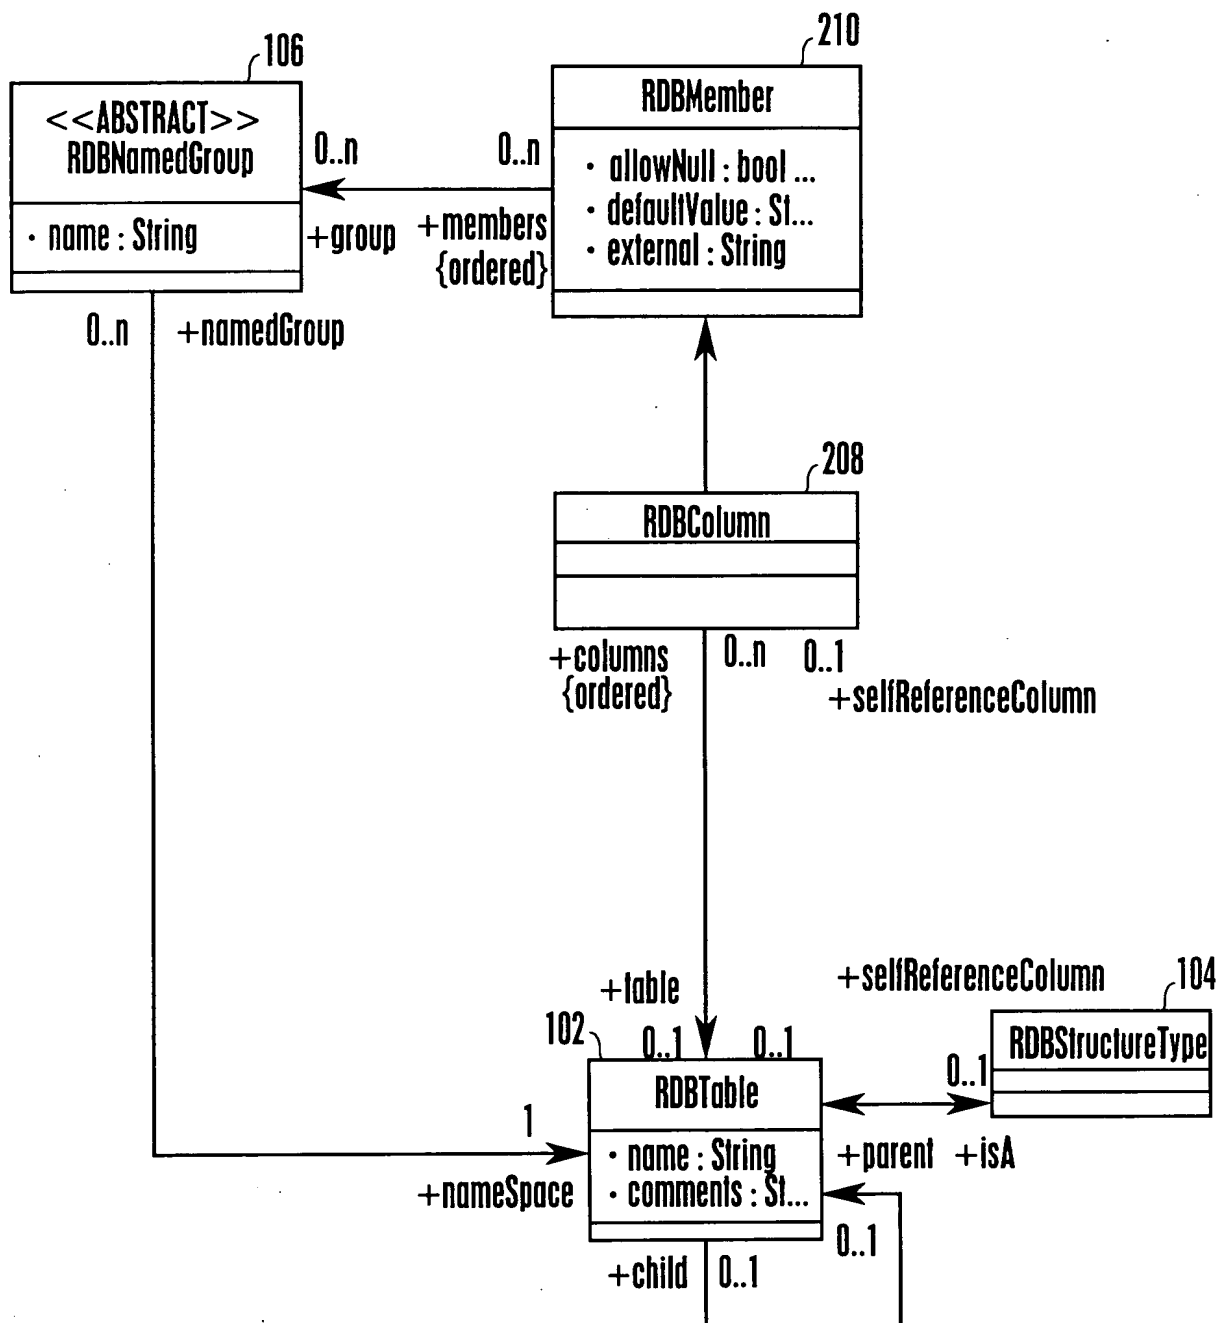 106
<<ABSTRACT>>
RDBNamedGroup
· name : String
0..n
+group
0..n
+members
{ordered}
210
RDBMember
· allowNull : bool ...
· defaultValue : St...
· external : String
0..n
+namedGroup
208
RDBColumn
+columns
{ordered}
0..n
0..1
+selfReferenceColumn
+table
0..1
0..1
102
RDBTable
· name : String
· comments : St...
1
+nameSpace
+selfReferenceColumn
104
RDBStructureType
0..1
+parent
+isA
0..1
+child
0..1